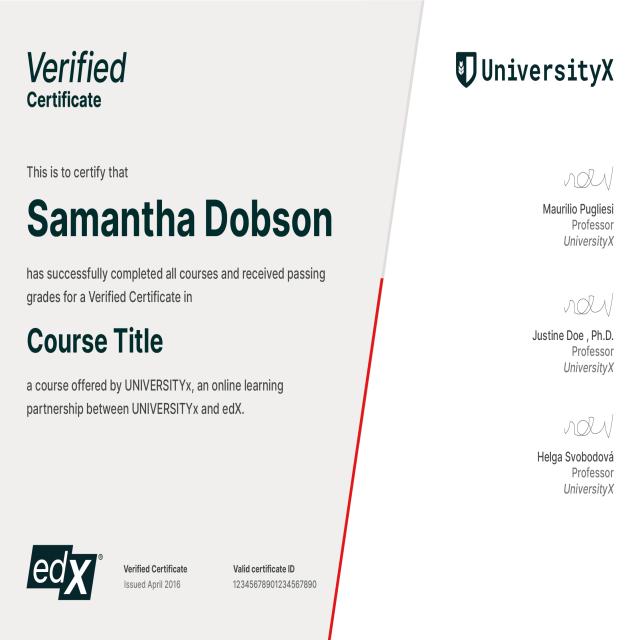 Verified
Certificate
This is to certify that
Samantha Dobson
has successfully completed all courses and received passing
grades for a Verified Certificate in
Course Title
a course offered by UNIVERSITYx, an online learning
partnership between UNIVERSITYx and edX.
edX®
Verified Certificate
Issued April 2016
Valid certificate ID
12345678901234567890
UniversityX
Maurilio Pugliesi
Professor
UniversityX
Justine Doe , Ph.D.
Professor
UniversityX
Helga Svobodová
Professor
UniversityX